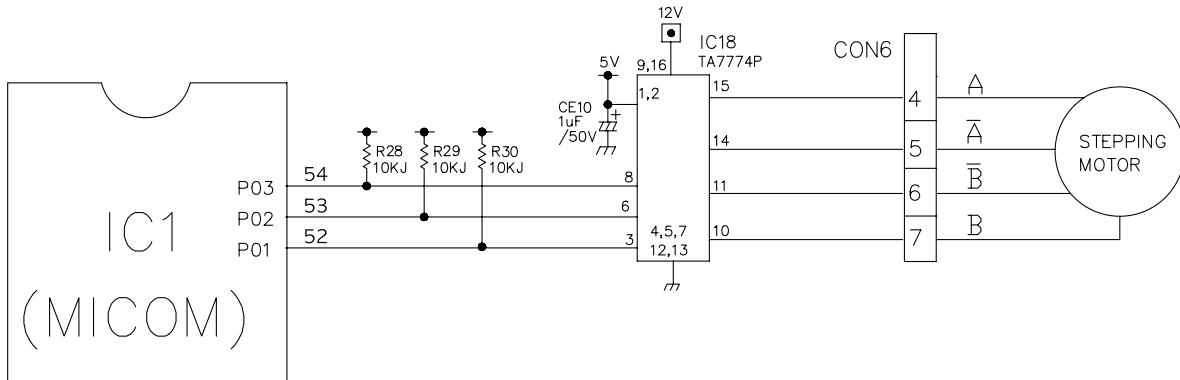 12V
IC18
TA7774P
CON6
5V
9,16
1,2
15
4
A
CE10
1uF
/50V
+
R28
10KJ
R29
10KJ
R30
10KJ
14
5
A̅
STEPPING
MOTOR
P03
54
8
11
6
B̅
P02
53
6
IC1
P01
52
3
4,5,7
12,13
10
7
B
(MICOM)